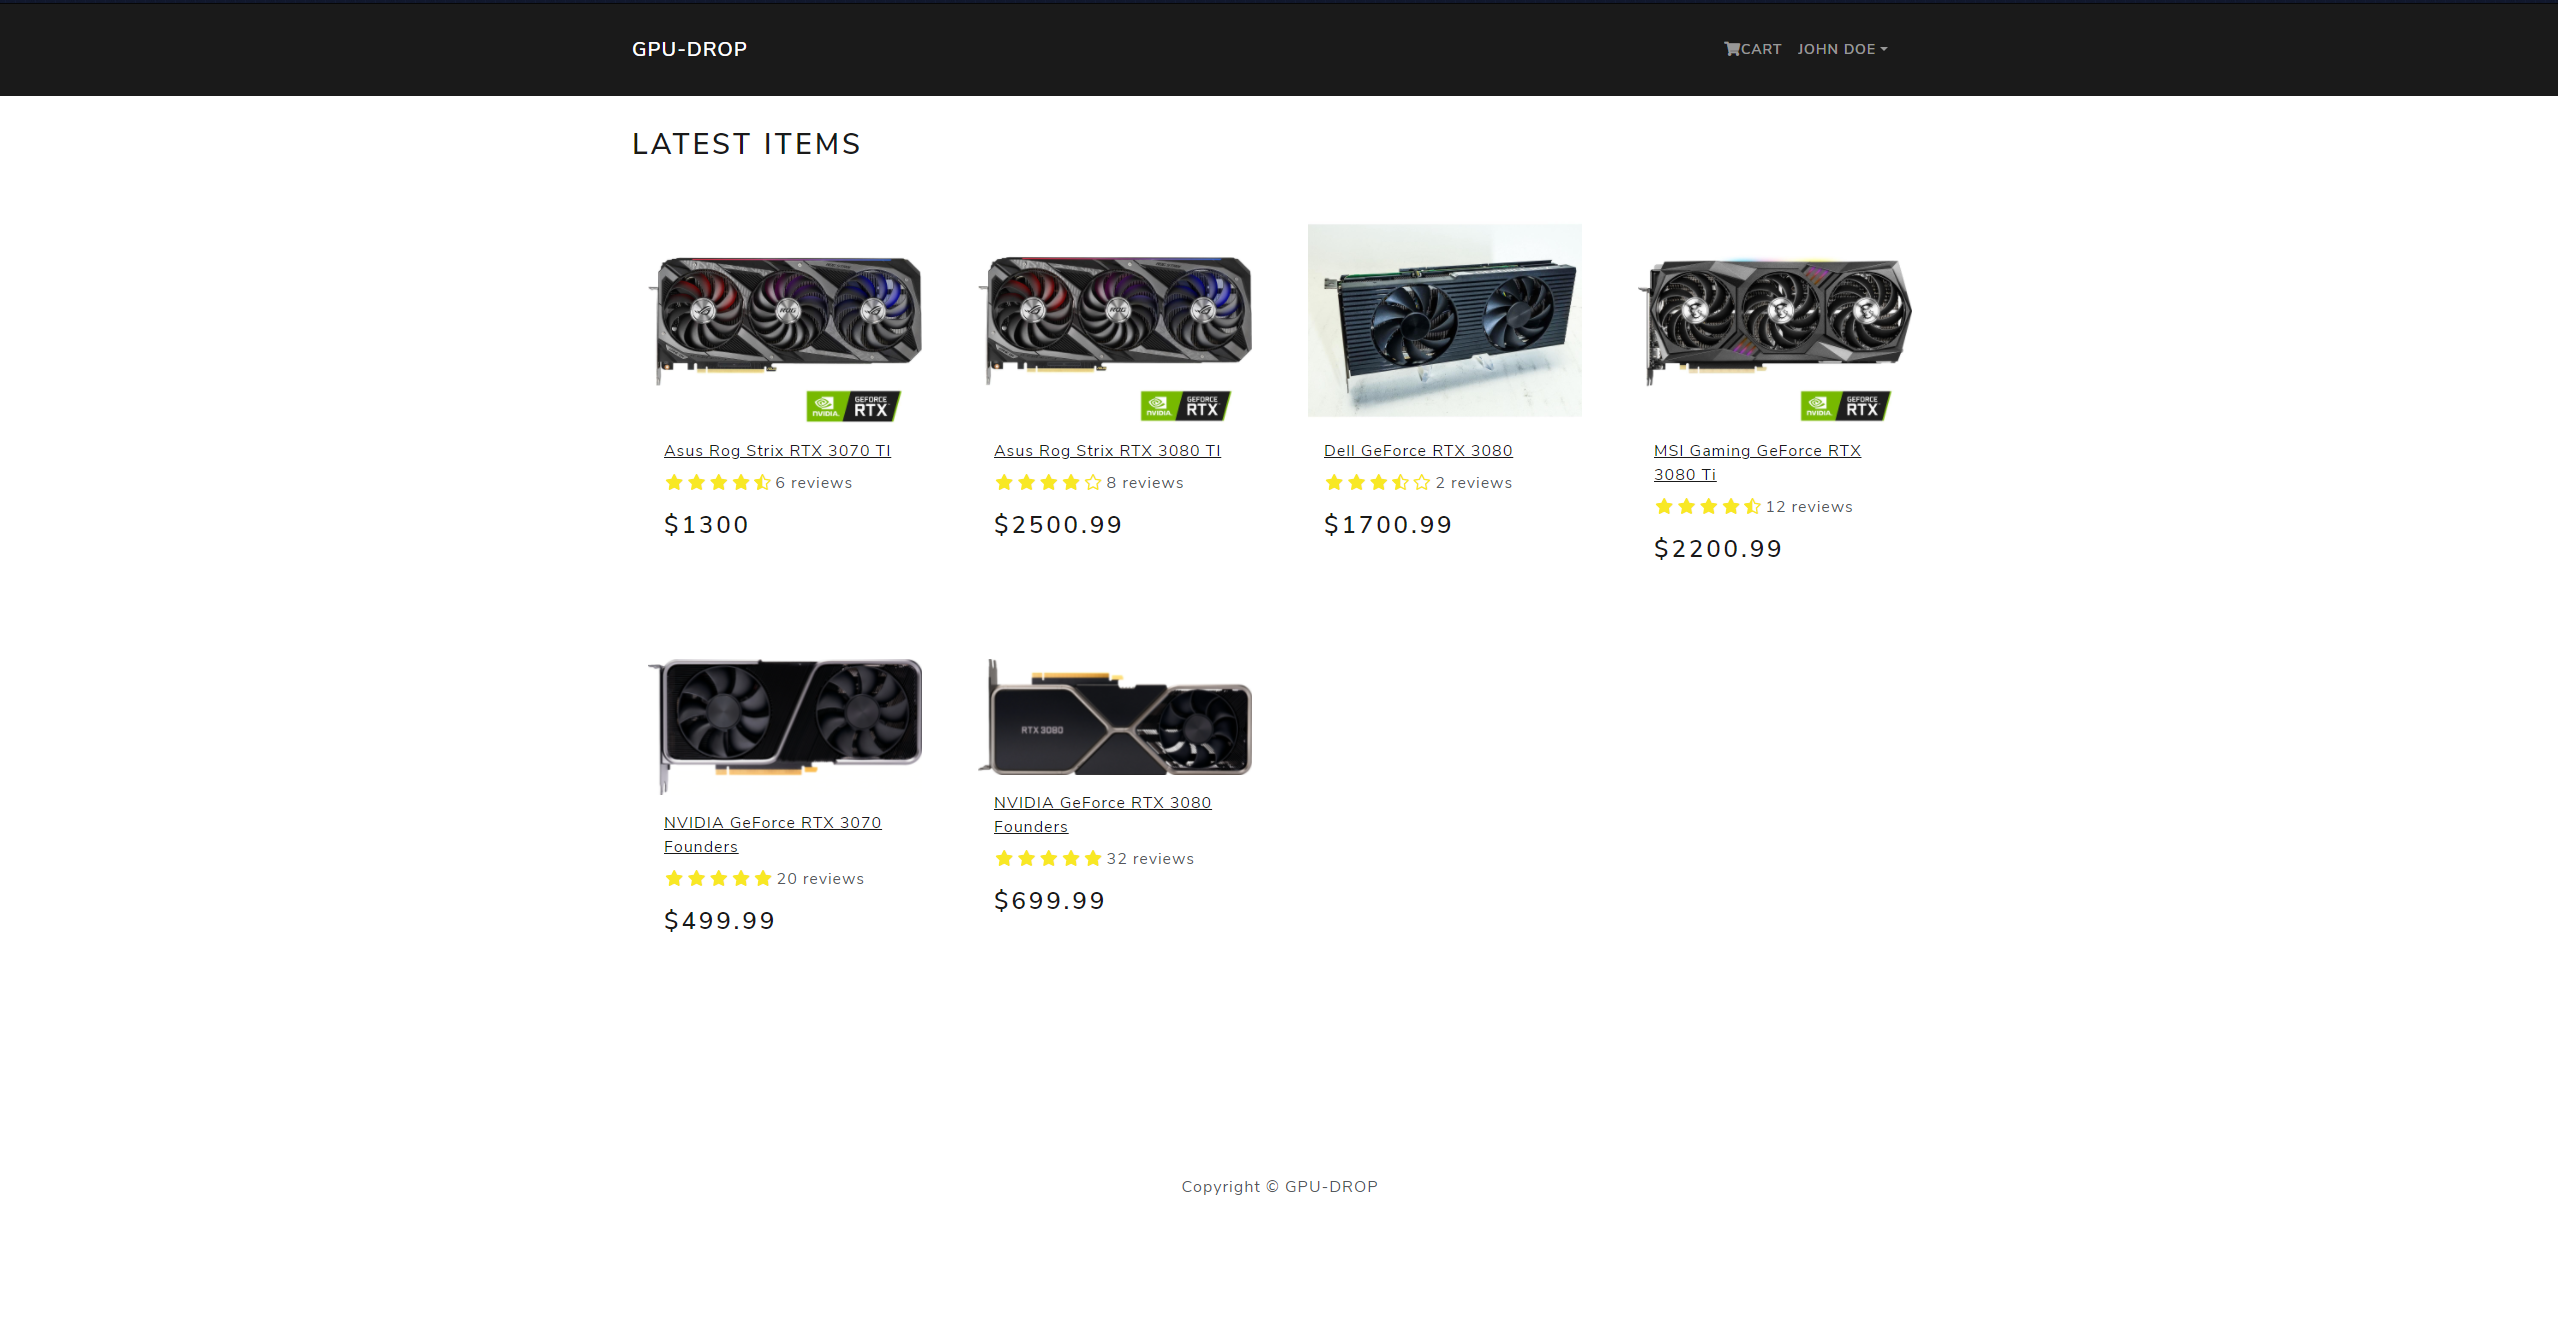 GPU-DROP
CART JOHN DOE
LATEST ITEMS
ROG
NVIDIA. GEFORCE RTX
Asus Rog Strix RTX 3070 TI
6 reviews
$1300
ROG
NVIDIA. GEFORCE RTX
Asus Rog Strix RTX 3080 TI
8 reviews
$2500.99
Dell GeForce RTX 3080
2 reviews
$1700.99
NVIDIA. GEFORCE RTX
MSI Gaming GeForce RTX
3080 Ti
12 reviews
$2200.99
NVIDIA GeForce RTX 3070
Founders
20 reviews
$499.99
RTX 3080
NVIDIA GeForce RTX 3080
Founders
32 reviews
$699.99
Copyright © GPU-DROP